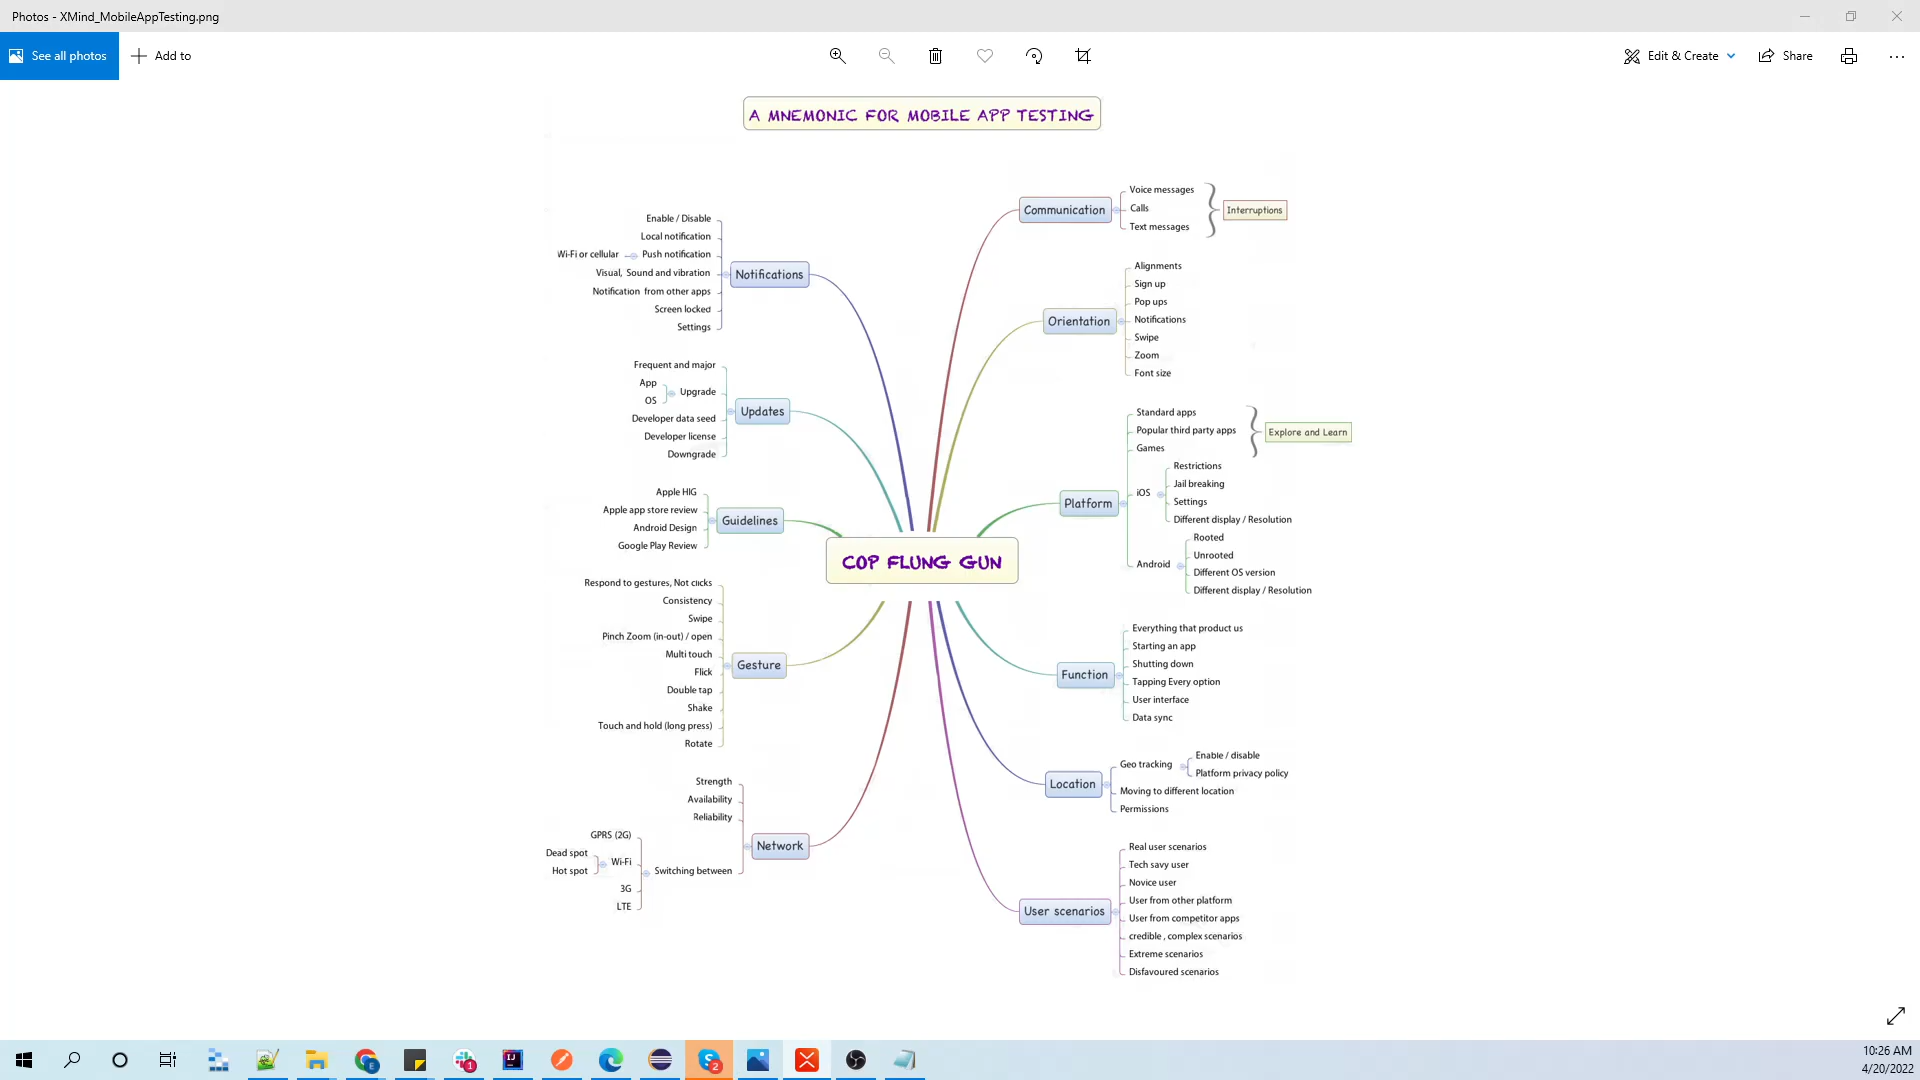 Photos - XMind_MobileAppTesting.png
See all photos
Add to
Edit & Create
Share
A MNEMONIC FOR MOBILE APP TESTING
COP FLUNG GUN
Communication
Voice messages
Calls
Text messages
Interruptions
Orientation
Alignments
Sign up
Pop ups
Notifications
Swipe
Zoom
Font size
Platform
Standard apps
Popular third party apps
Games
Explore and Learn
iOS
Restrictions
Jail breaking
Settings
Different display / Resolution
Android
Rooted
Unrooted
Different OS version
Different display / Resolution
Function
Everything that product us
Starting an app
Shutting down
Tapping Every option
User interface
Data sync
Location
Geo tracking
Enable / disable
Platform privacy policy
Moving to different location
Permissions
User scenarios
Real user scenarios
Tech savy user
Novice user
User from other platform
User from competitor apps
credible , complex scenarios
Extreme scenarios
Disfavoured scenarios
Notifications
Enable / Disable
Local notification
Push notification
Wi-Fi or cellular
Visual, Sound and vibration
Notification from other apps
Screen locked
Settings
Updates
Frequent and major
Upgrade
App
OS
Developer data seed
Developer license
Downgrade
Guidelines
Apple HIG
Apple app store review
Android Design
Google Play Review
Gesture
Respond to gestures, Not clicks
Consistency
Swipe
Pinch Zoom (in-out) / open
Multi touch
Flick
Double tap
Shake
Touch and hold (long press)
Rotate
Network
Strength
Availability
Reliability
Switching between
GPRS (2G)
Wi-Fi
Dead spot
Hot spot
3G
LTE
10:26 AM
4/20/2022